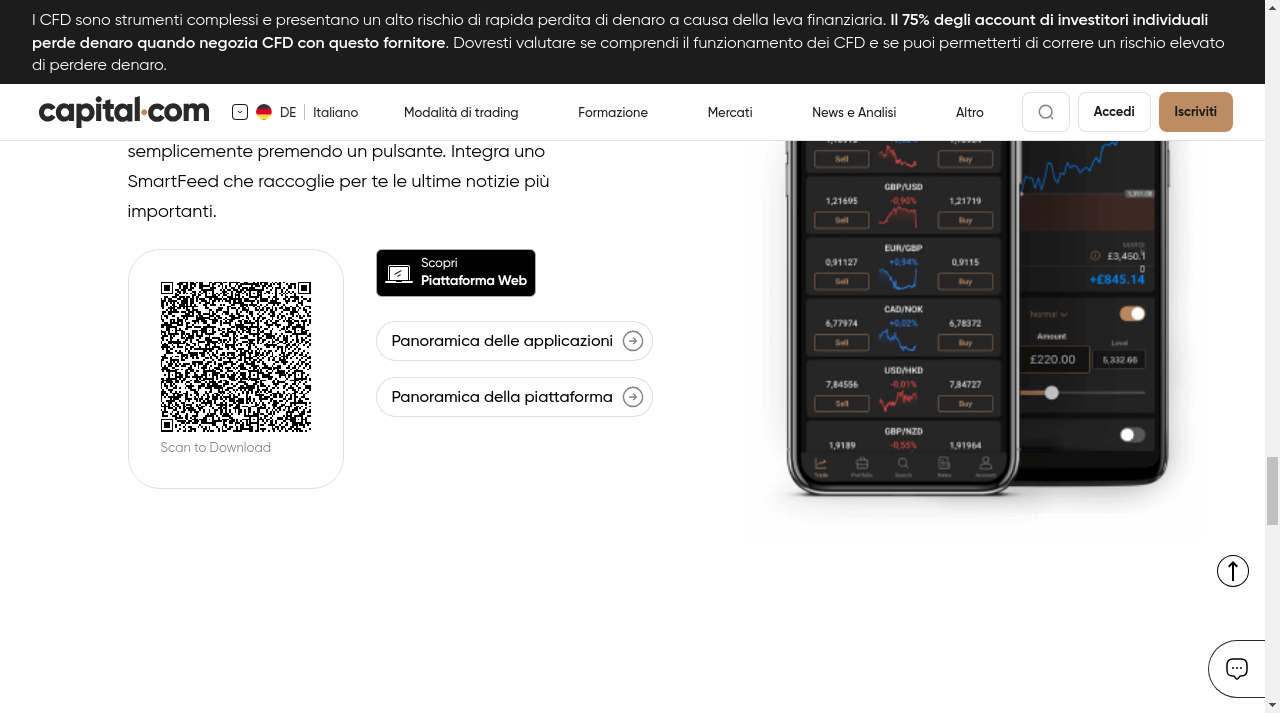 I CFD sono strumenti complessi e presentano un alto rischio di rapida perdita di denaro a causa della leva finanziaria. Il 75% degli account di investitori individuali
perde denaro quando negozia CFD con questo fornitore. Dovresti valutare se comprendi il funzionamento dei CFD e se puoi permetterti di correre un rischio elevato
di perdere denaro.
capital.com
DE
Italiano
Modalità di trading
Formazione
Mercati
News e Analisi
Altro
Accedi
Iscriviti
semplicemente premendo un pulsante. Integra uno
SmartFeed che raccoglie per te le ultime notizie più
importanti.
Scan to Download
Scopri
Piattaforma Web
Panoramica delle applicazioni
Panoramica della piattaforma
Sell
Buy
GBP/USD
1,21695
-0,90%
1,21719
Sell
Buy
EUR/GBP
0,91127
+0,94%
0,9115
Sell
Buy
CAD/NOK
6,77974
+0,02%
6,78372
Sell
Buy
USD/HKD
7,84556
-0,01%
7,84727
Sell
Buy
GBP/NZD
1,9189
-0,55%
1,91964
Trade
Portfolio
Search
News
Account
£3,450.1
0
+£845.14
Normal
Amount
Level
£220.00
5,332.66